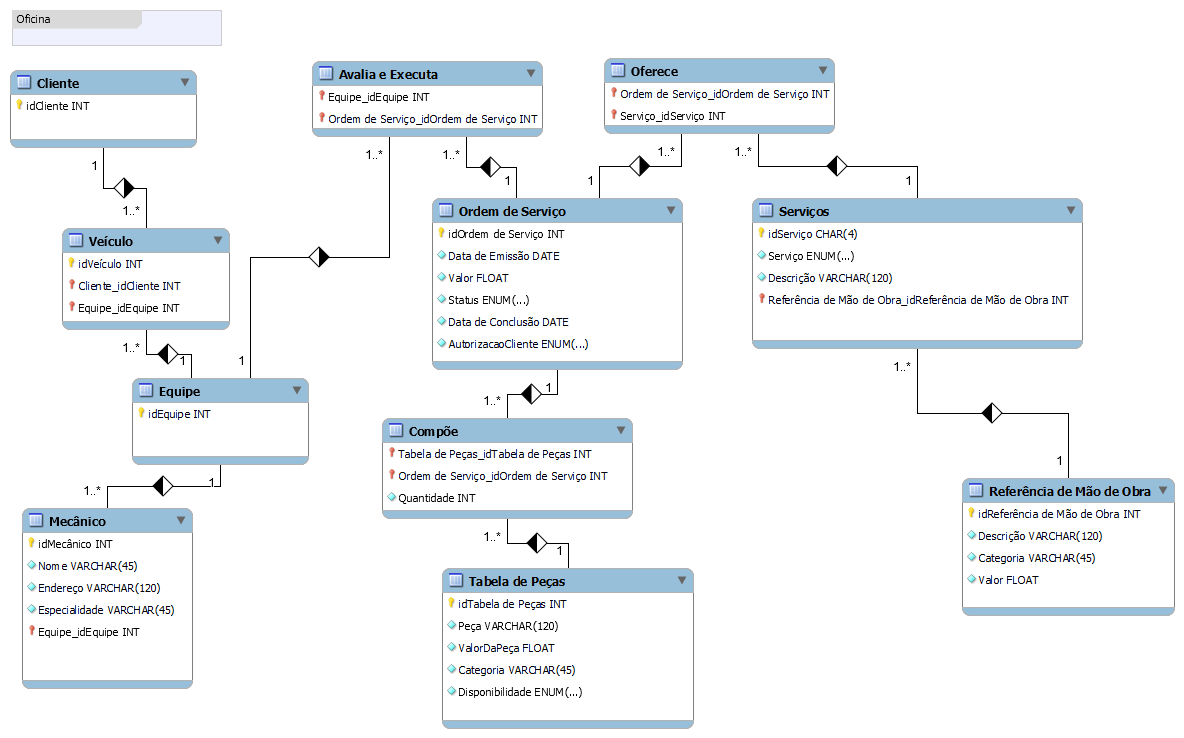 Oficina
Cliente
idCliente INT
1
1..*
Veículo
idVeículo INT
Cliente_idCliente INT
Equipe_idEquipe INT
1..*
1
Equipe
idEquipe INT
1
1..*
Mecânico
idMecânico INT
Nome VARCHAR(45)
Endereço VARCHAR(120)
Especialidade VARCHAR(45)
Equipe_idEquipe INT
Avalia e Executa
Equipe_idEquipe INT
Ordem de Serviço_idOrdem de Serviço INT
1..*
1
1..*
1
Ordem de Serviço
idOrdem de Serviço INT
Data de Emissão DATE
Valor FLOAT
Status ENUM(...)
Data de Conclusão DATE
AutorizacaoCliente ENUM(...)
1
1..*
Compõe
Tabela de Peças_idTabela de Peças INT
Ordem de Serviço_idOrdem de Serviço INT
Quantidade INT
1..*
1
Tabela de Peças
idTabela de Peças INT
Peça VARCHAR(120)
ValorDaPeça FLOAT
Categoria VARCHAR(45)
Disponibilidade ENUM(...)
Oferece
Ordem de Serviço_idOrdem de Serviço INT
Serviço_idServiço INT
1..*
1
1..*
1
Serviços
idServiço CHAR(4)
Serviço ENUM(...)
Descrição VARCHAR(120)
Referência de Mão de Obra_idReferência de Mão de Obra INT
1..*
1
Referência de Mão de Obra
idReferência de Mão de Obra INT
Descrição VARCHAR(120)
Categoria VARCHAR(45)
Valor FLOAT